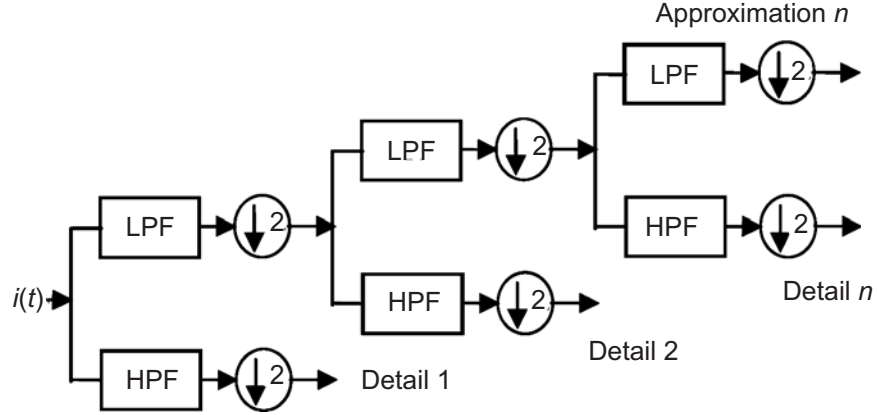 Approximation n
LPF 2
LPF 2
LPF 2
HPF 2
i(t)
HPF 2
Detail n
Detail 2
HPF 2
Detail 1